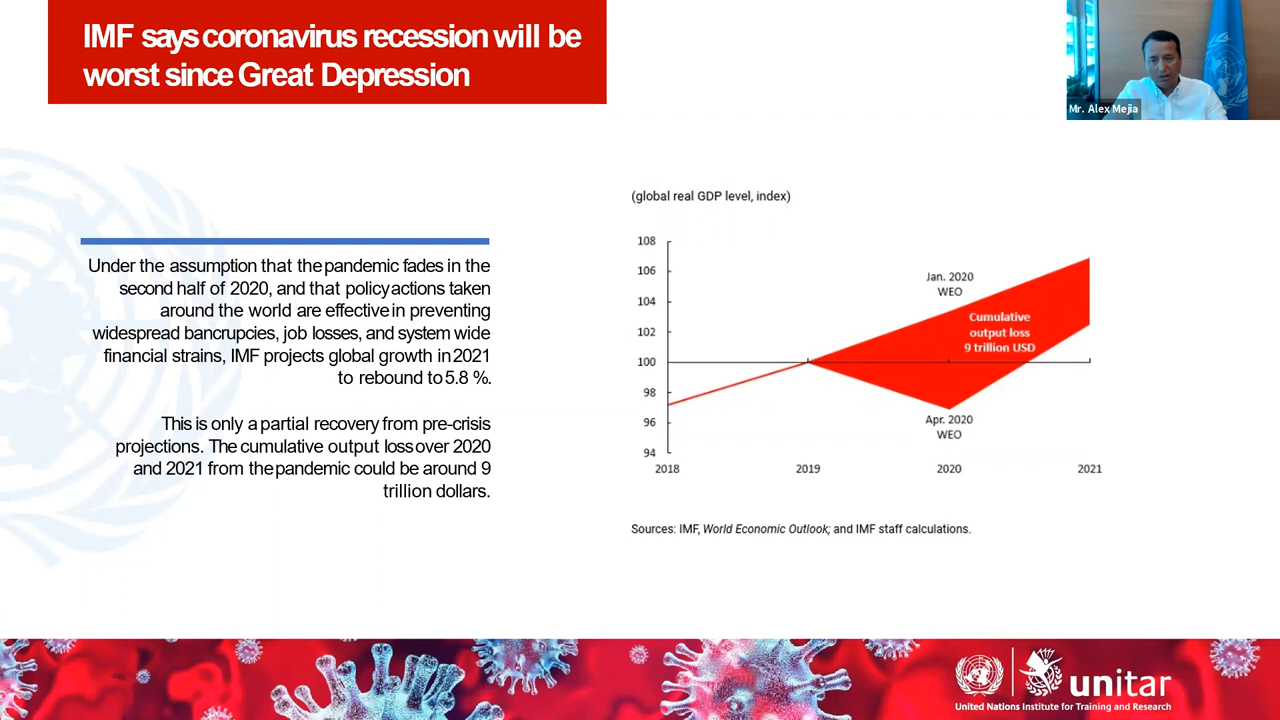 IMF says coronavirus recession will be
worst since Great Depression
Mr. Alex Mejia
Under the assumption that the pandemic fades in the
second half of 2020, and that policy actions taken
around the world are effective in preventing
widespread bancrupcies, job losses, and system wide
financial strains, IMF projects global growth in 2021
to rebound to 5.8 %.
This is only a partial recovery from pre-crisis
projections. The cumulative output loss over 2020
and 2021 from the pandemic could be around 9
trillion dollars.
(global real GDP level, index)
108
106
104
102
100
98
96
94
Jan. 2020
WEO
Cumulative
output loss
9 trillion USD
Apr. 2020
WEO
2018 2019 2020 2021
Sources: IMF, World Economic Outlook; and IMF staff calculations.
unitar
United Nations Institute for Training and Research